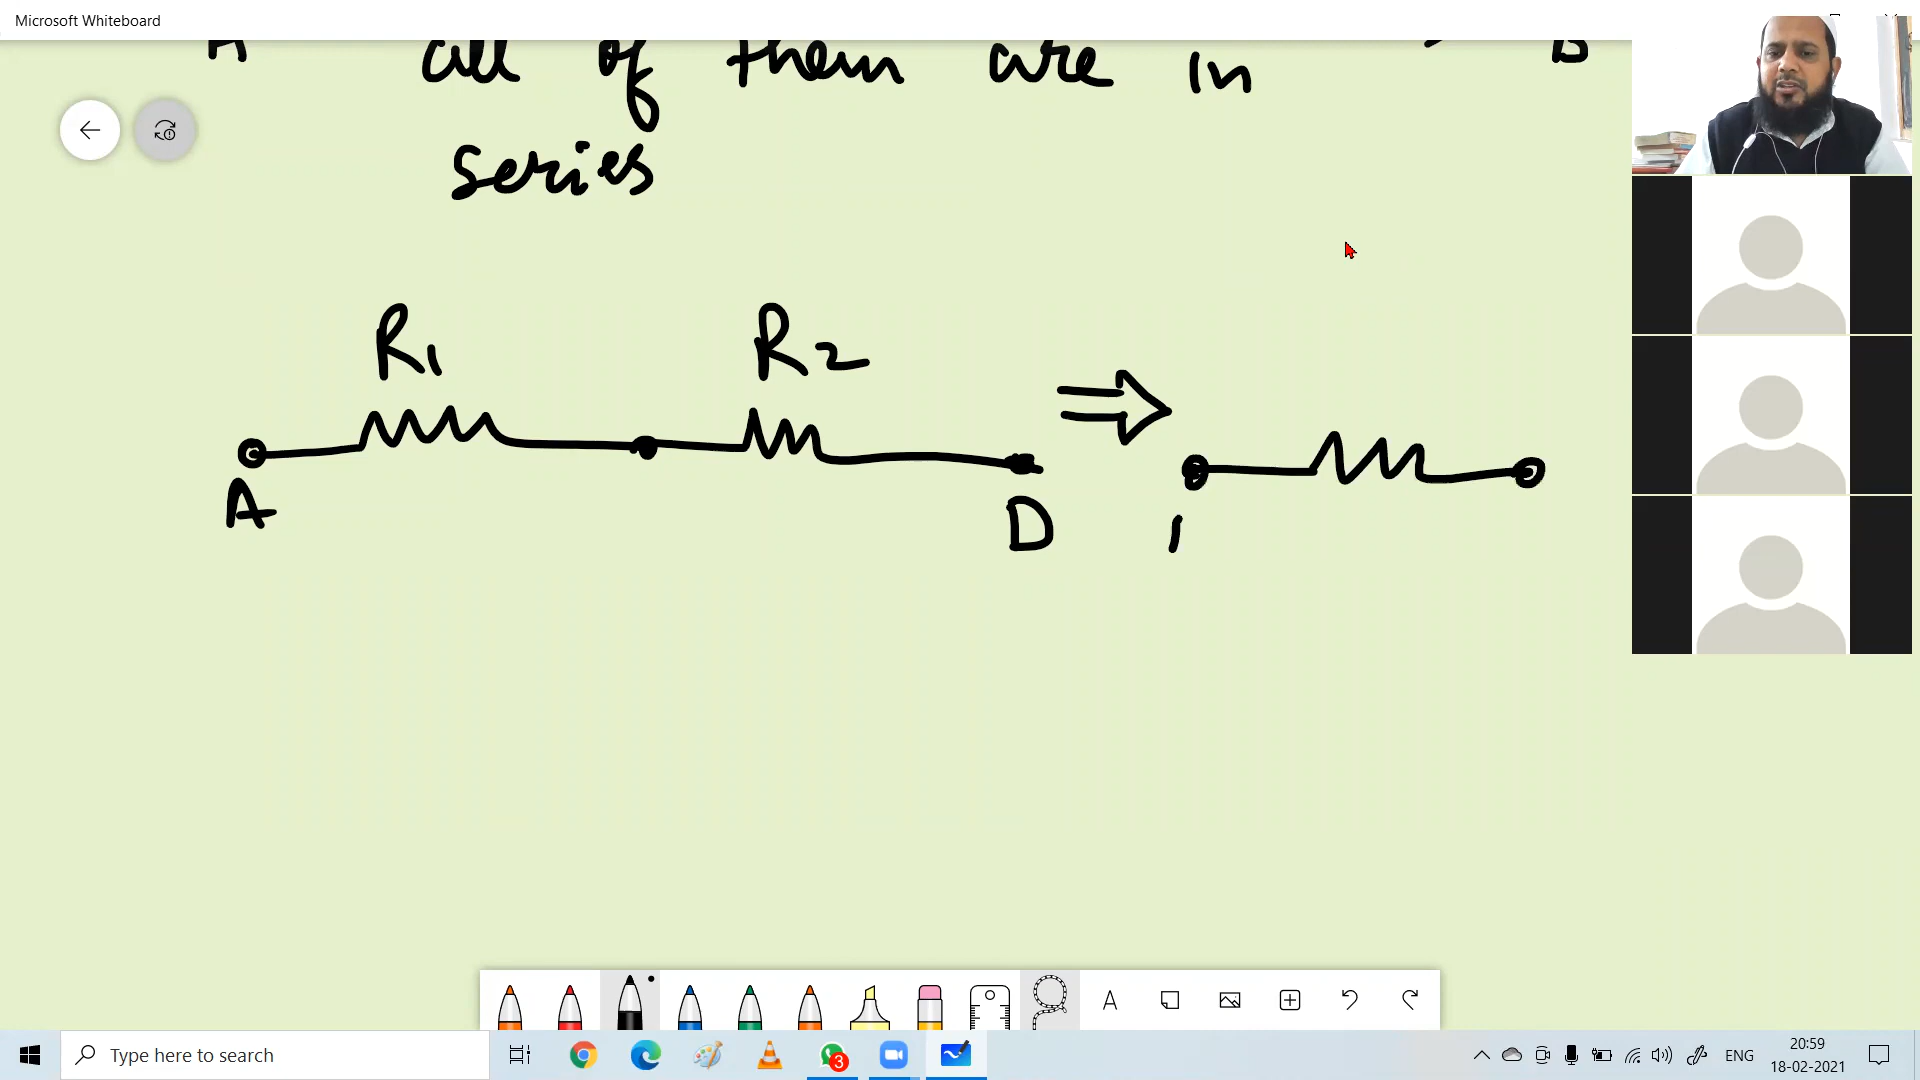 Microsoft Whiteboard
A all of them are in B
series
R1 R2
A D
3
Type here to search
ENG
20:59
18-02-2021